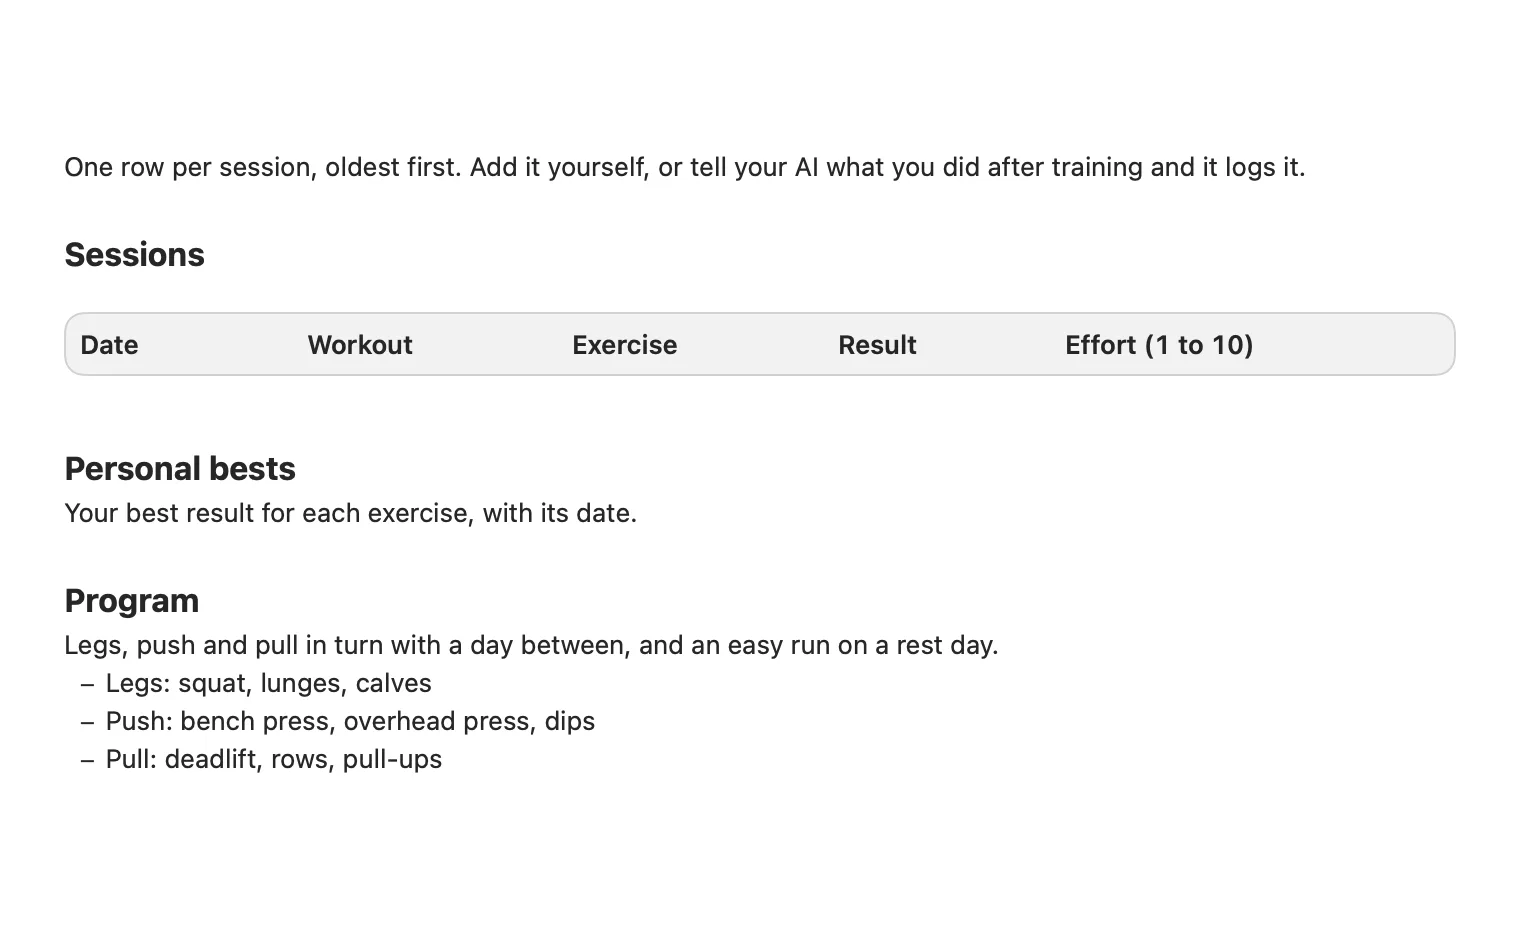 One row per session, oldest first. Add it yourself, or tell your AI what you did after training and it logs it.
Sessions
Date Workout Exercise Result Effort (1 to 10)
Personal bests
Your best result for each exercise, with its date.
Program
Legs, push and pull in turn with a day between, and an easy run on a rest day.
– Legs: squat, lunges, calves
– Push: bench press, overhead press, dips
– Pull: deadlift, rows, pull-ups